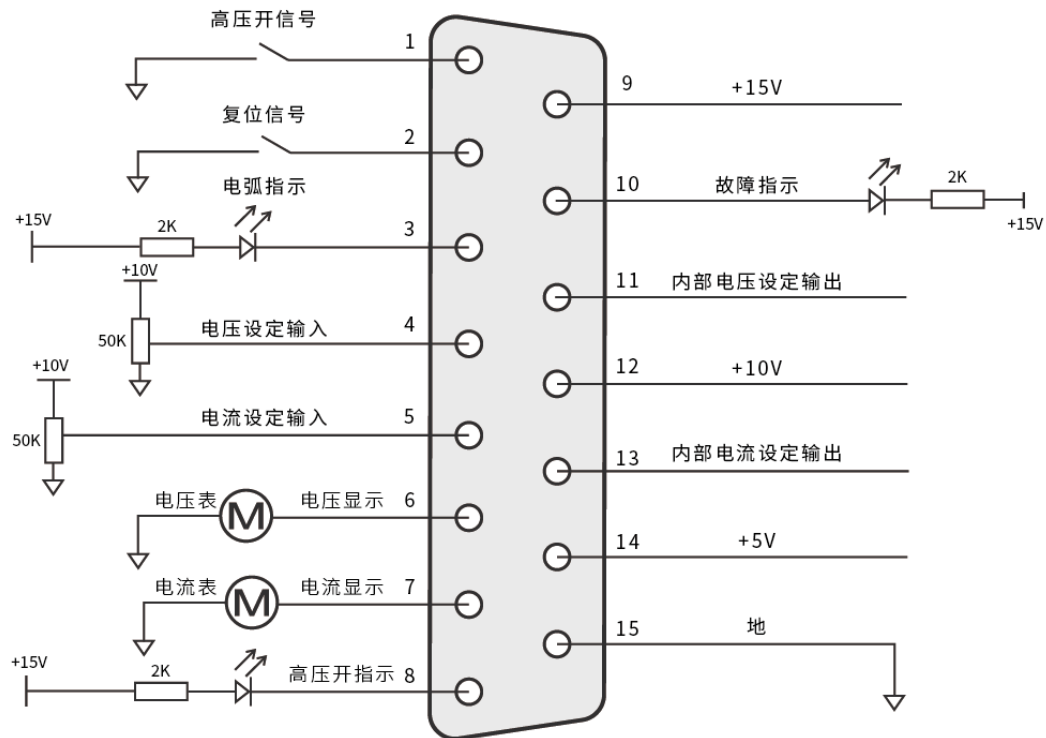 高压开信号
1
复位信号
2
电弧指示
+15V
2K
3
+10V
50K
电压设定输入
4
+10V
50K
电流设定输入
5
电压表
M
电压显示
6
电流表
M
电流显示
7
+15V
2K
高压开指示
8
9
+15V
10
故障指示
2K
+15V
11
内部电压设定输出
12
+10V
13
内部电流设定输出
14
+5V
15
地